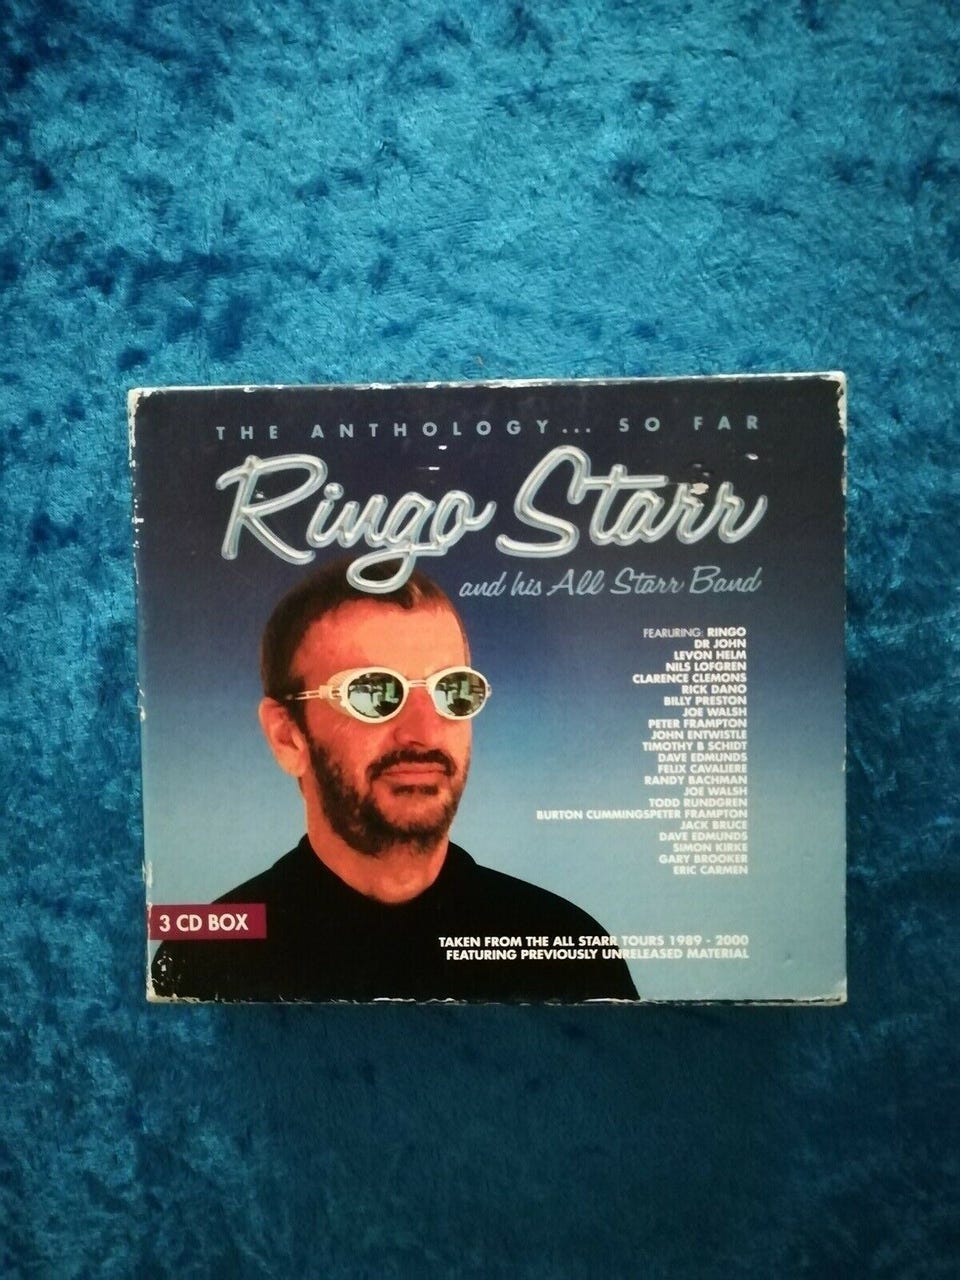 THE ANTHOLOGY... SO FAR
Ringo Starr
and his All Starr Band
FEARURING: RINGO
DR JOHN
LEVON HELM
NILS LOFGREN
CLARENCE CLEMONS
RICK DANO
BILLY PRESTON
JOE WALSH
PETER FRAMPTON
JOHN ENTWISTLE
TIMOTHY B SCHIDT
DAVE EDMUNDS
FELIX CAVALIERE
RANDY BACHMAN
JOE WALSH
TODD RUNDGREN
BURTON CUMMINGSPETER FRAMPTON
JACK BRUCE
DAVE EDMUNDS
SIMON KIRKE
GARY BROOKER
ERIC CARMEN
3 CD BOX
TAKEN FROM THE ALL STARR TOURS 1989 - 2000
FEATURING PREVIOUSLY UNRELEASED MATERIAL